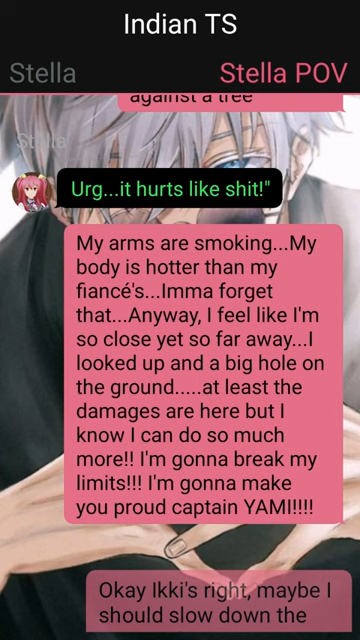 Indian TS
Stella
Stella POV
against a tree
Stella
Urg...it hurts like shit!"
My arms are smoking...My
body is hotter than my
fiancé's...Imma forget
that...Anyway, I feel like I'm
so close yet so far away...I
looked up and a big hole on
the ground.....at least the
damages are here but I
know I can do so much
more!! I'm gonna break my
limits!!! I'm gonna make
you proud captain YAMI!!!!
Okay Ikki's right, maybe I
should slow down the